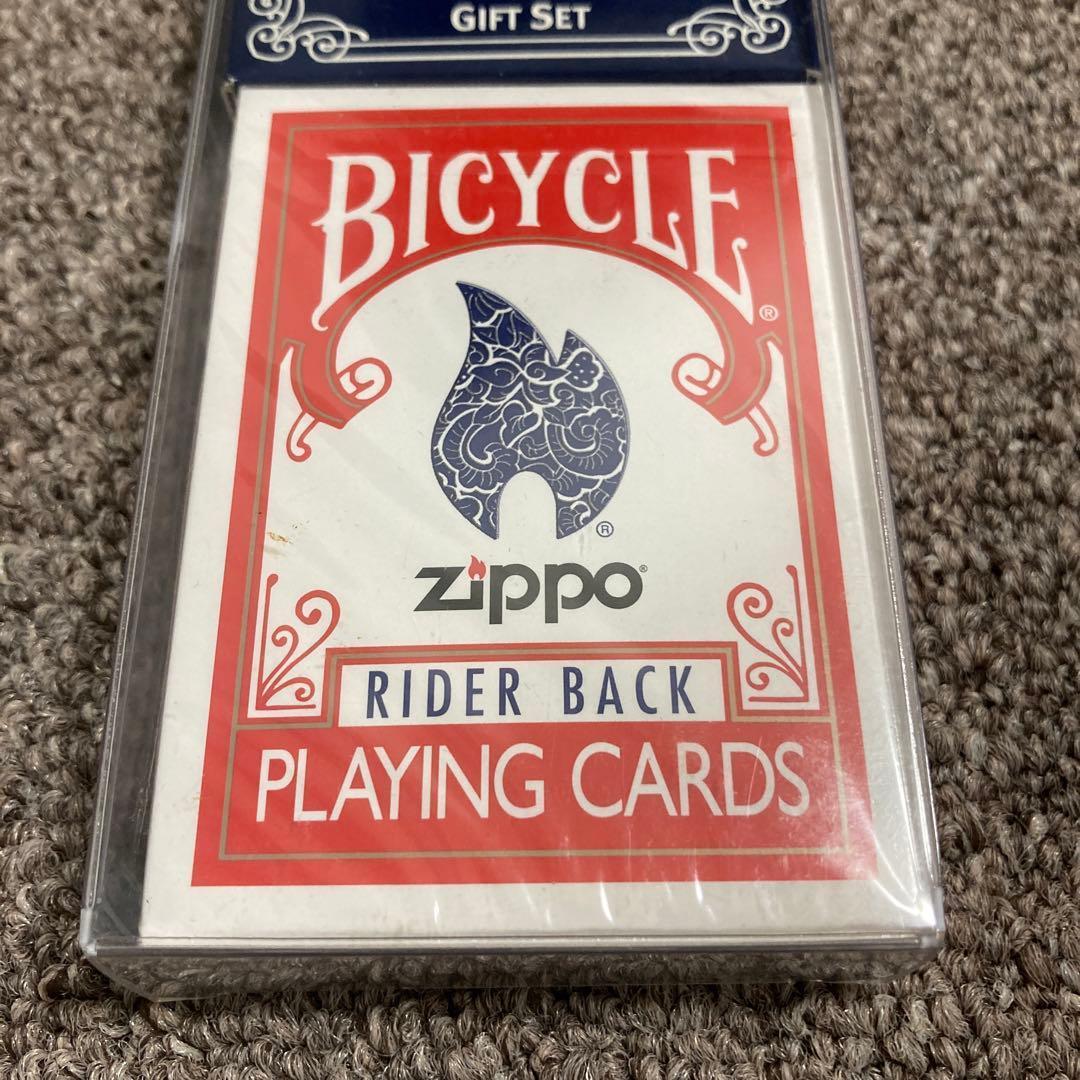 GIFT SET
BICYCLE®
®
zippo®
RIDER BACK
PLAYING CARDS